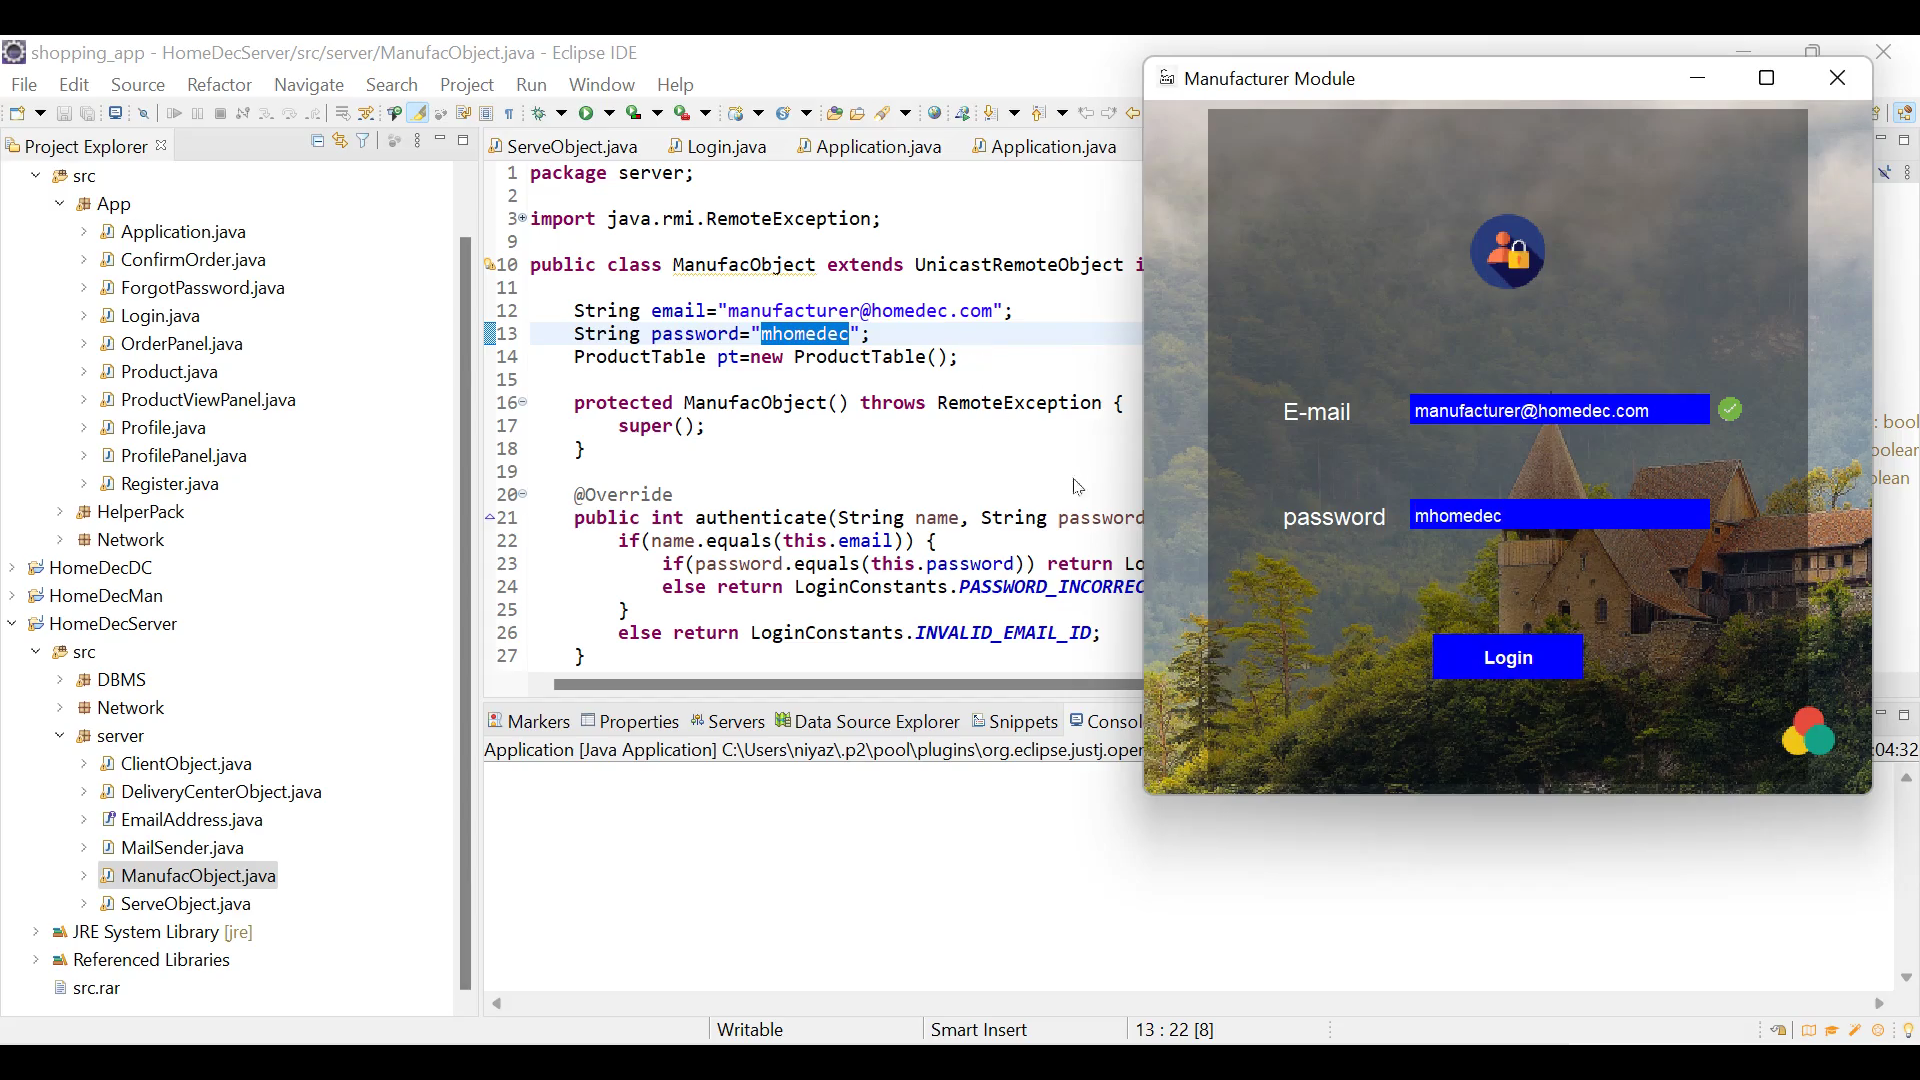 shopping_app - HomeDecServer/src/server/ManufacObject.java - Eclipse IDE
File Edit Source Refactor Navigate Search Project Run Window Help
Project Explorer
src
App
Application.java
ConfirmOrder.java
ForgotPassword.java
Login.java
OrderPanel.java
Product.java
ProductViewPanel.java
Profile.java
ProfilePanel.java
Register.java
HelperPack
Network
HomeDecDC
HomeDecMan
HomeDecServer
src
DBMS
Network
server
ClientObject.java
DeliveryCenterObject.java
EmailAddress.java
MailSender.java
ManufacObject.java
ServeObject.java
JRE System Library [jre]
Referenced Libraries
src.rar
ServeObject.java Login.java Application.java Application.java
1 package server;
2
3 import java.rmi.RemoteException;
9
10 public class ManufacObject extends UnicastRemoteObject i
11
12 String email="manufacturer@homedec.com";
13 String password="mhomedec";
14 ProductTable pt=new ProductTable();
15
16 protected ManufacObject() throws RemoteException {
17 super();
18 }
19
20 @Override
21 public int authenticate(String name, String password
22 if(name.equals(this.email)) {
23 if(password.equals(this.password)) return Lo
24 else return LoginConstants.PASSWORD_INCORREC
25 }
26 else return LoginConstants.INVALID_EMAIL_ID;
27 }
Markers Properties Servers Data Source Explorer Snippets Consol
Application [Java Application] C:\Users\niyaz\.p2\pool\plugins\org.eclipse.justj.oper
:04:32
Manufacturer Module
E-mail manufacturer@homedec.com
password mhomedec
Login
: bool
oolear
olean
Writable Smart Insert 13 : 22 [8]